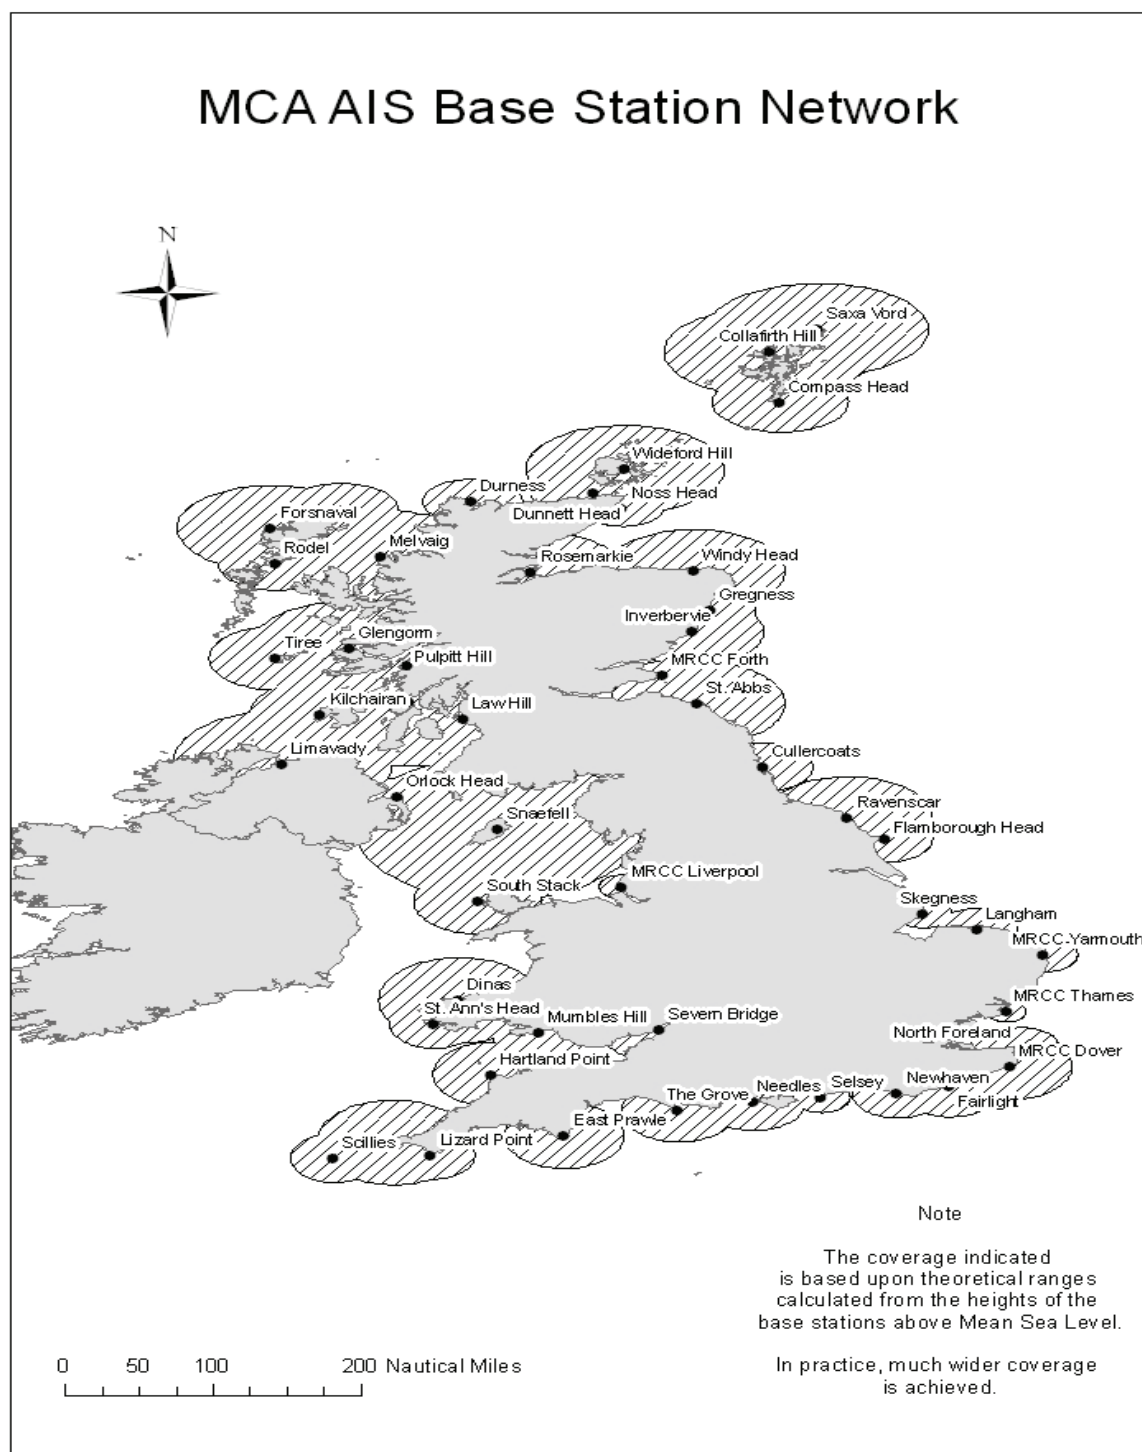 MCA AIS Base Station Network
N
Saxa Vord
Collafirth Hill
Compass Head
Wideford Hill
Durness
Noss Head
Dunnett Head
Forsnaval
Rodel
Melvaig
Rosemarkie
Windy Head
Gregness
Inverbervie
Tiree
Glengorm
Pulpitt Hill
MRCC Forth
St. Abbs
Kilchairan
Law Hill
Limavady
Cullercoats
Orlock Head
Ravenscar
Snaefell
Flamborough Head
MRCC Liverpool
South Stack
Skegness
Langham
MRCC Yarmouth
Dinas
MRCC Thames
St. Ann's Head
Mumbles Hill
Severn Bridge
North Foreland
Hartland Point
MRCC Dover
The Grove
Needles
Selsey
Newhaven
Fairlight
East Prawle
Scillies
Lizard Point
Note
The coverage indicated
is based upon theoretical ranges
calculated from the heights of the
base stations above Mean Sea Level.
In practice, much wider coverage
is achieved.
0 50 100 200 Nautical Miles